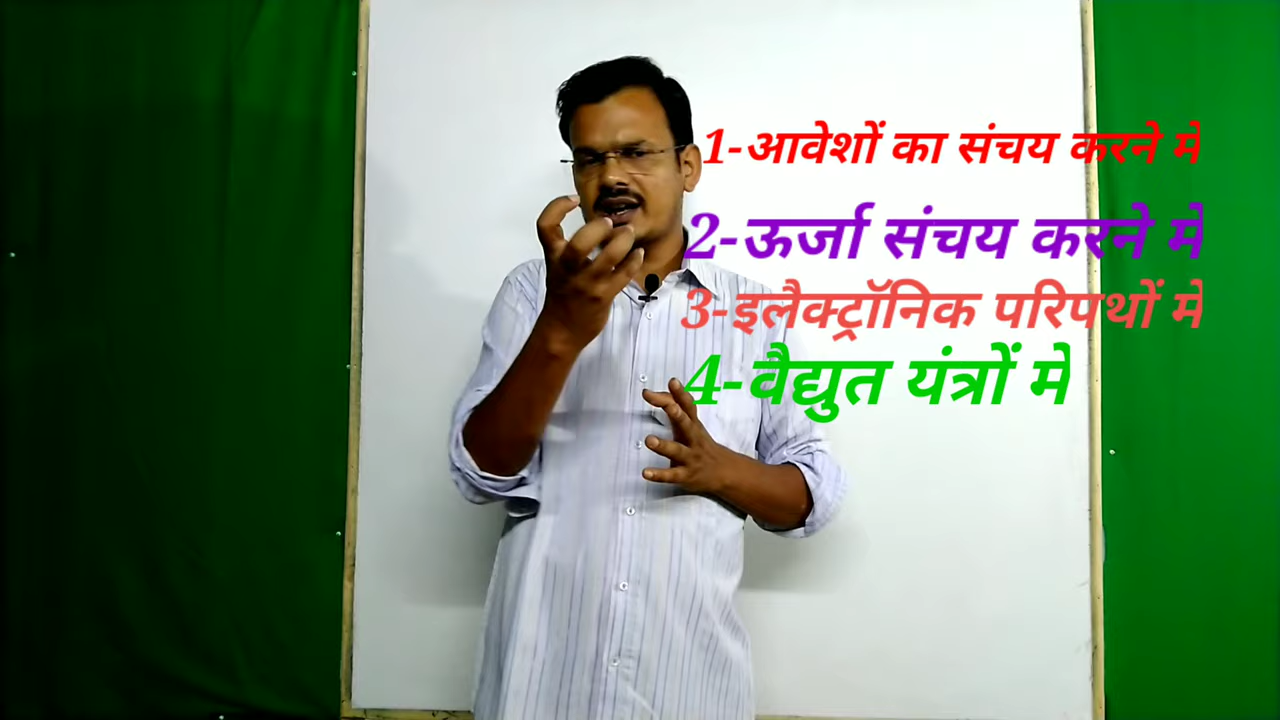 1-आवेशों का संचय करने मे
2-ऊर्जा संचय करने मे
3-इलैक्ट्रॉनिक परिपथों मे
4-वैद्युत यंत्रों मे